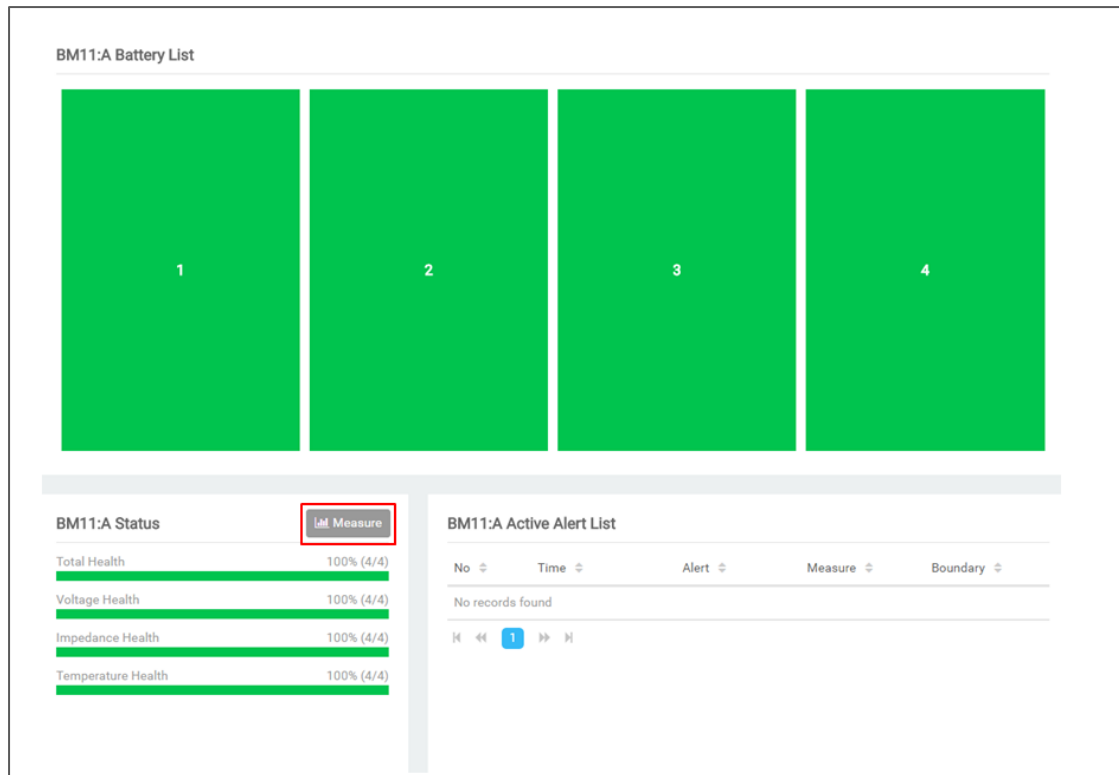 BM11:A Battery List
1 2 3 4
BM11:A Status
Measure
Total Health 100% (4/4)
Voltage Health 100% (4/4)
Impedance Health 100% (4/4)
Temperature Health 100% (4/4)
BM11:A Active Alert List
No Time Alert Measure Boundary
No records found
1